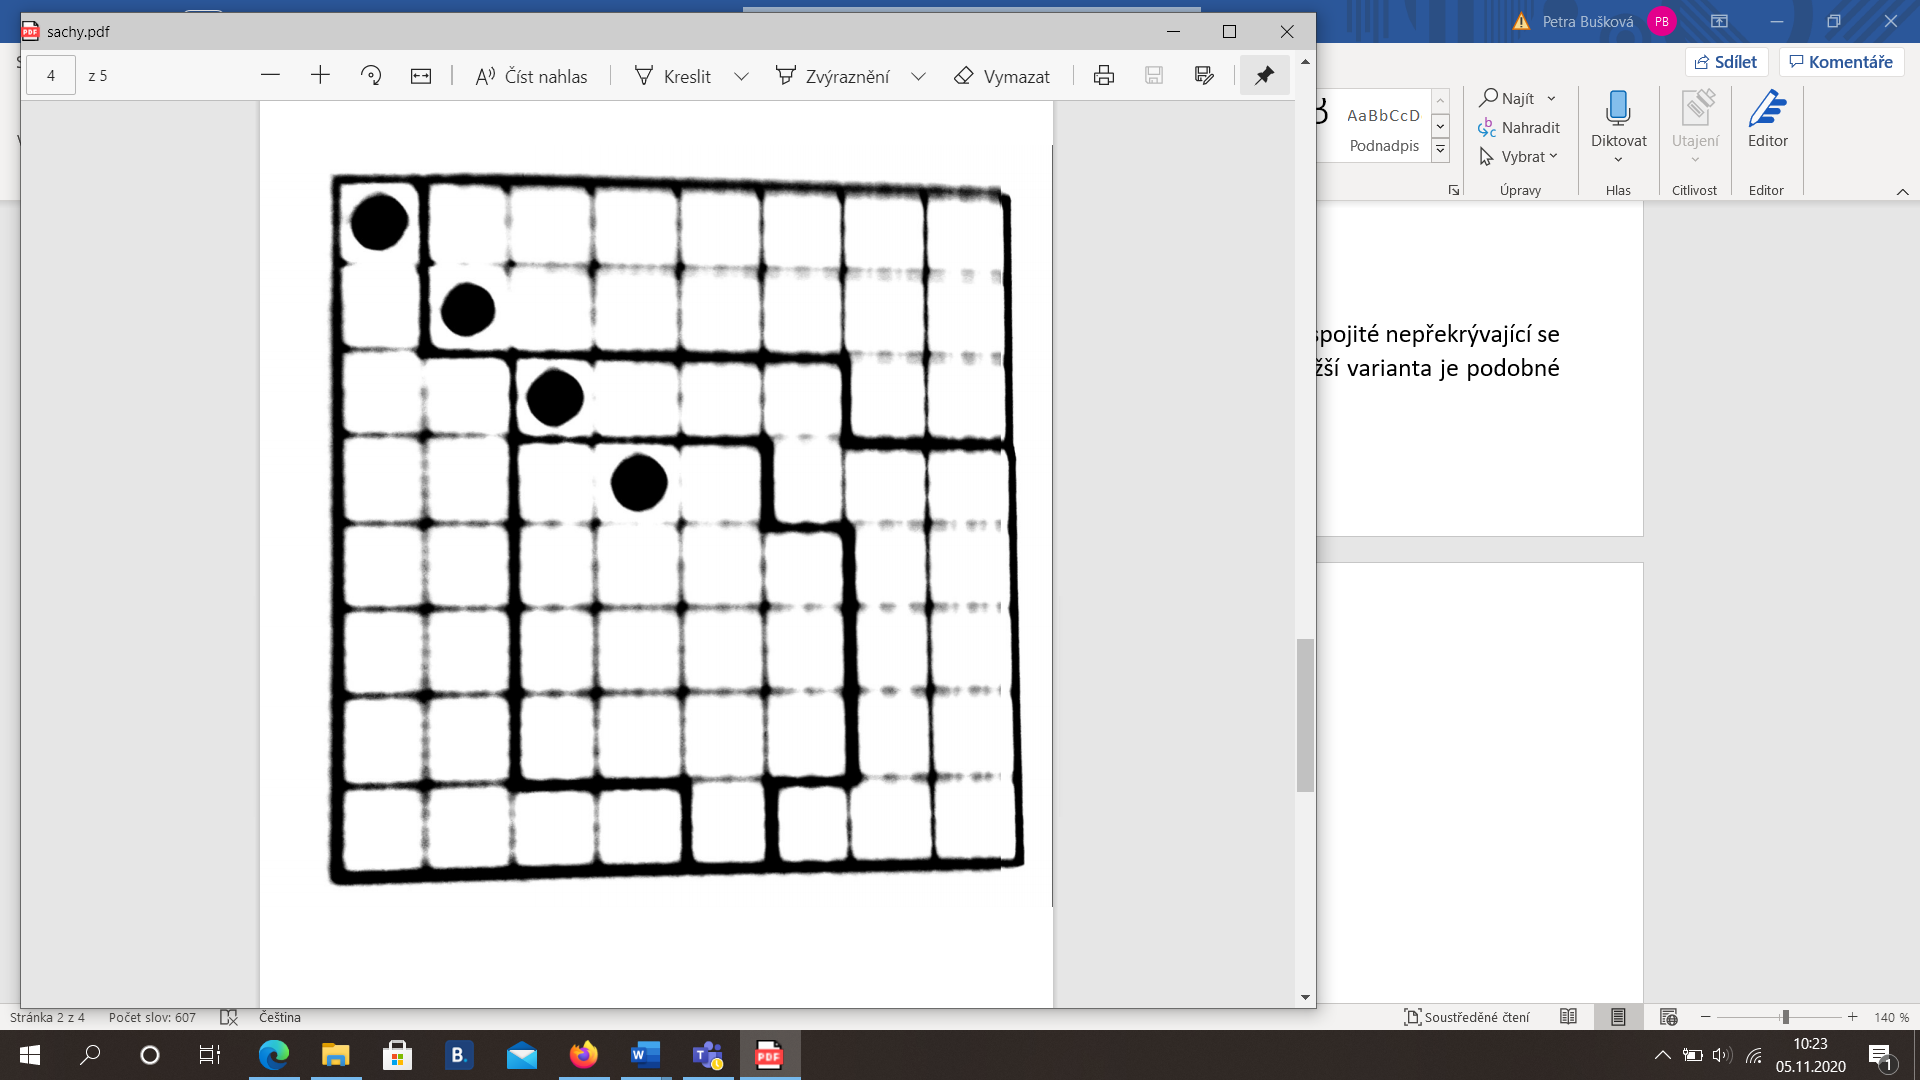 sachy.pdf
4 z 5
Číst nahlas
Kreslit
Zvýraznění
Vymazat
Petra Bušková PB
Sdílet
Komentáře
AaBbCcD
Podnadpis
Najít
Nahradit
Vybrat
Úpravy
Diktovat
Hlas
Utajení
Citlivost
Editor
Editor
spojité nepřekrývající se
varianta je podobné
Stránka 2 z 4
Počet slov: 607
Čeština
Soustředěné čtení
140 %
10:23
05.11.2020
1